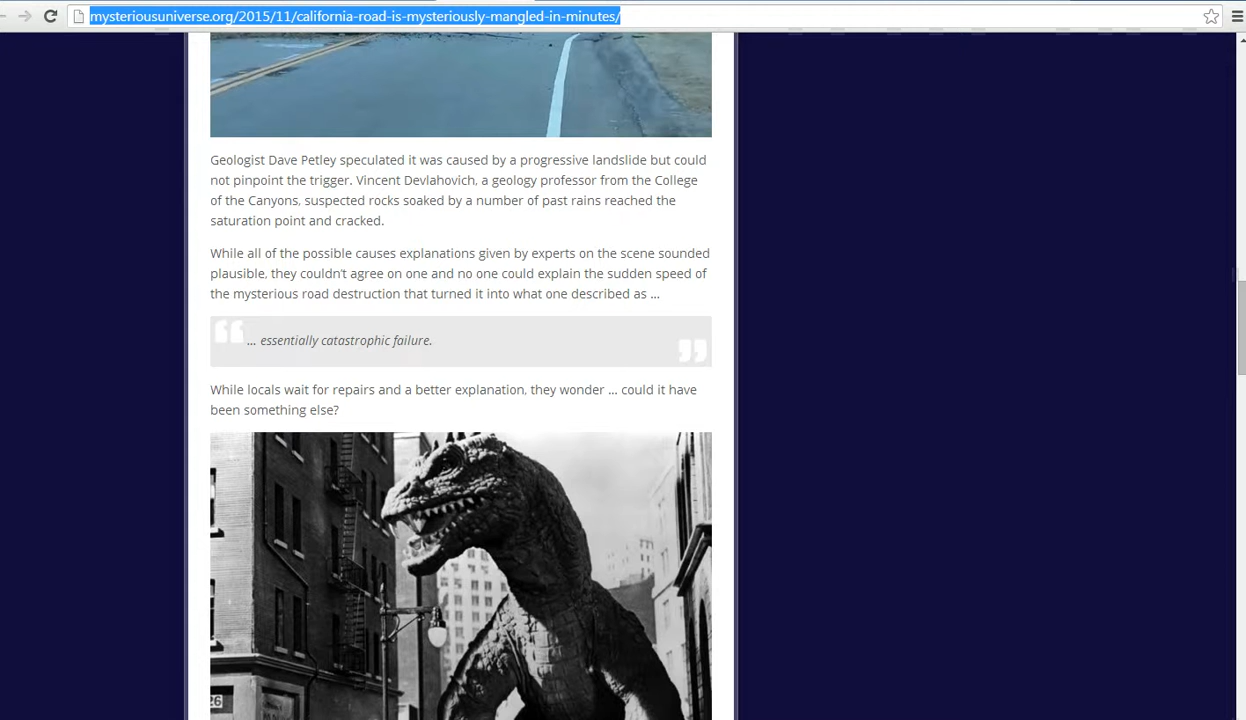 mysteriousuniverse.org/2015/11/california-road-is-mysteriously-mangled-in-minutes/
Geologist Dave Petley speculated it was caused by a progressive landslide but could
not pinpoint the trigger. Vincent Devlahovich, a geology professor from the College
of the Canyons, suspected rocks soaked by a number of past rains reached the
saturation point and cracked.
While all of the possible causes explanations given by experts on the scene sounded
plausible, they couldn't agree on one and no one could explain the sudden speed of
the mysterious road destruction that turned it into what one described as ...
“ ... essentially catastrophic failure. ”
While locals wait for repairs and a better explanation, they wonder ... could it have
been something else?
26